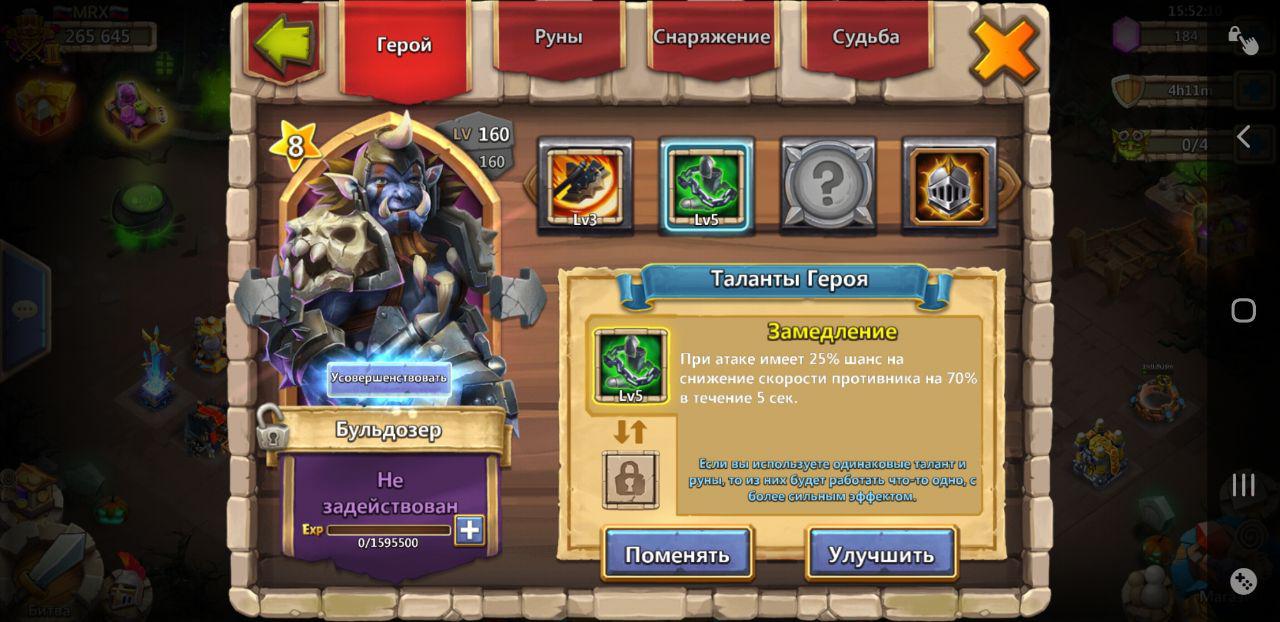 MRX
265 645
Герой
Руны
Снаряжение
Судьба
15:52:10
184
4h11m
0/4
8
LV 160
160
Lv3
Lv5
?
Таланты Героя
Замедление
При атаке имеет 25% шанс на
снижение скорости противника на 70%
в течение 5 сек.
Lv5
Если вы используете одинаковые талант и
руны, то из них будет работать что-то одно, с
более сильным эффектом.
Усовершенствовать
Бульдозер
Не
задействован
Exp
0/1595500
Поменять
Улучшить
Битва